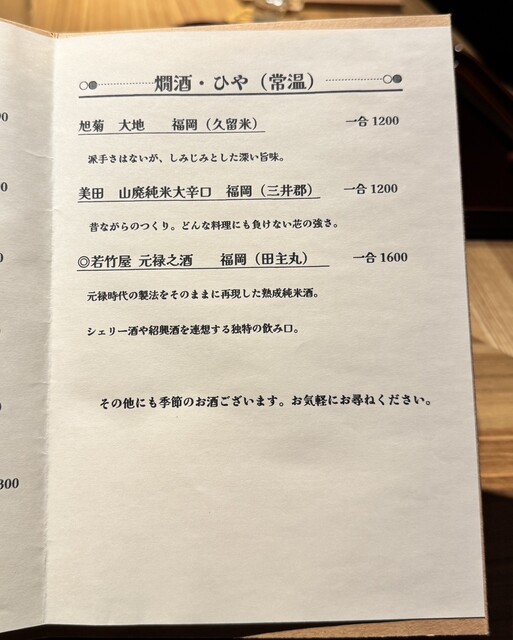 燗酒・ひや（常温）
旭菊　大地　　福岡（久留米）　　一合 1200
派手さはないが、しみじみとした深い旨味。
美田　山廃純米大辛口　福岡（三井郡）　　一合 1200
昔ながらのつくり。どんな料理にも負けない芯の強さ。
◎若竹屋 元禄之酒　　福岡（田主丸）　　一合 1600
元禄時代の製法をそのままに再現した熟成純米酒。
シェリー酒や紹興酒を連想する独特の飲み口。
その他にも季節のお酒ございます。お気軽にお尋ねください。